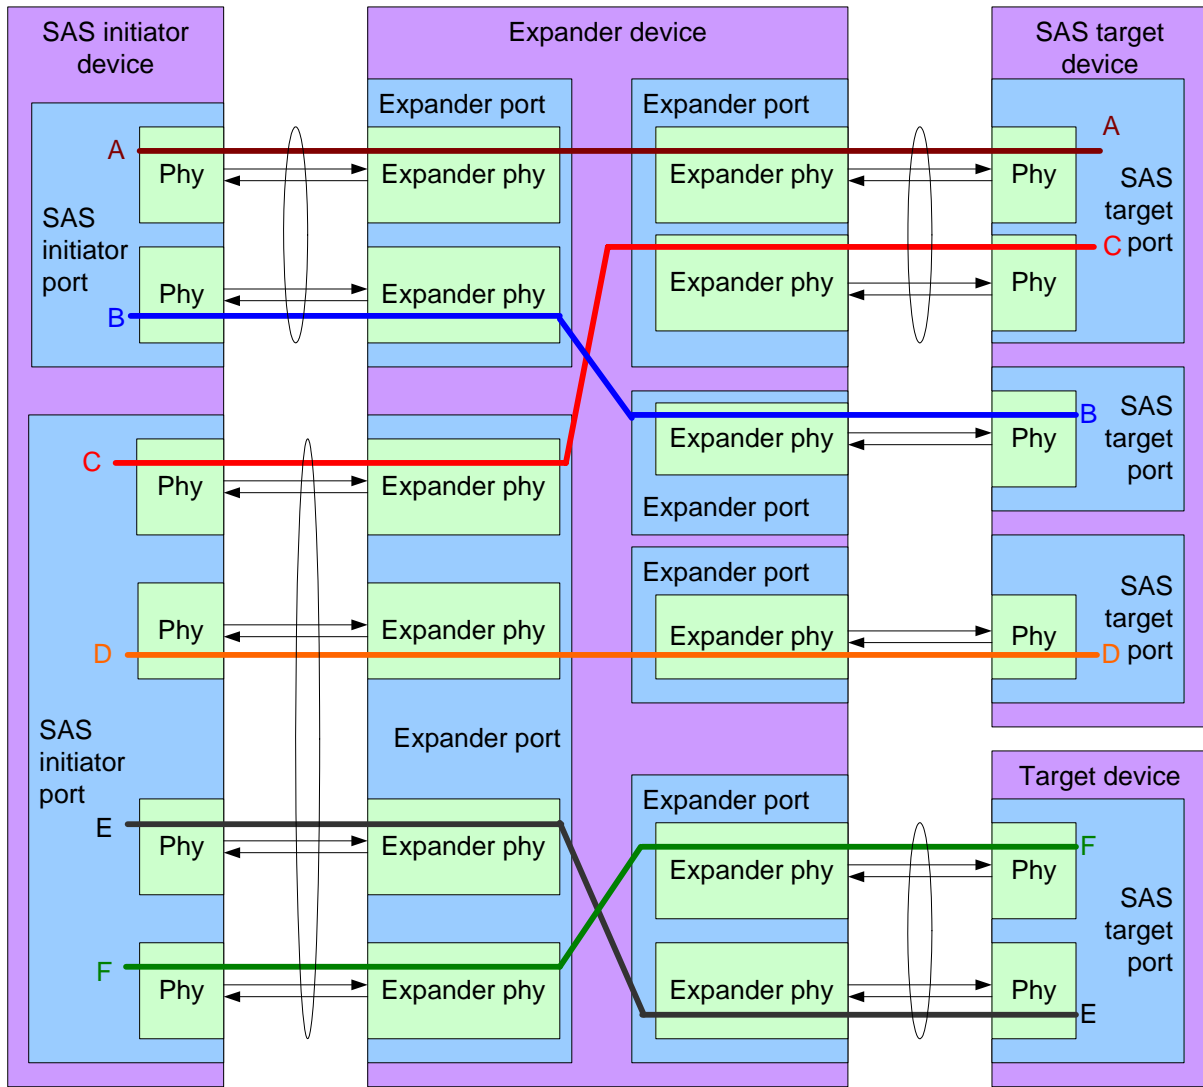 SAS initiator
device
Expander device
SAS target
device
Expander port
Expander port
A
Phy
Expander phy
Expander phy
Phy
A
SAS
target
port
SAS
initiator
port
Phy
Expander phy
Expander phy
Phy
C
B
Expander phy
Phy
B
SAS
target
port
Expander port
C
Phy
Expander phy
Expander port
D
Phy
Expander phy
Expander phy
Phy
D
SAS
target
port
SAS
initiator
port
Expander port
Target device
Expander port
E
Phy
Expander phy
Expander phy
Phy
F
SAS
target
port
F
Phy
Expander phy
Expander phy
Phy
E